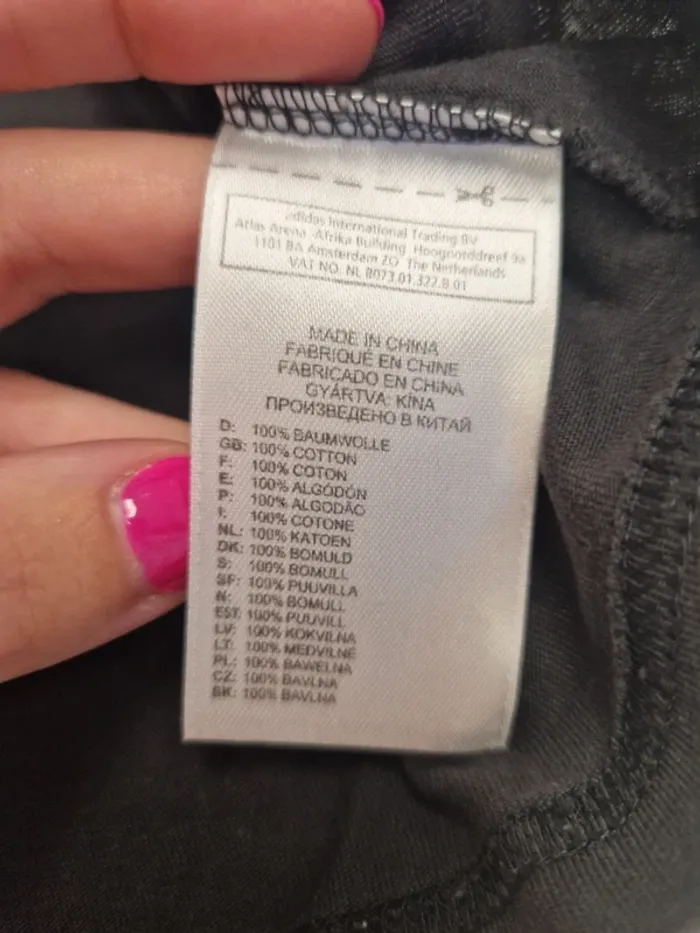 adidas International Trading BV
Atlas Arena Afrika Building Hoogoorddreef 9a
1101 BA Amsterdam ZO The Netherlands
VAT NO. NL 8073.01.322.B.01
MADE IN CHINA
FABRIQUÉ EN CHINE
FABRICADO EN CHINA
GYÁRTVA: KÍNA
ПРОИЗВЕДЕНО В КИТАЙ
D: 100% BAUMWOLLE
GB: 100% COTTON
F: 100% COTON
E: 100% ALGODÓN
P: 100% ALGODÃO
I: 100% COTONE
NL: 100% KATOEN
DK: 100% BOMULD
S: 100% BOMULL
SF: 100% PUUVILLA
N: 100% BOMULL
EST: 100% PUUVILL
LV: 100% KOKVILNA
LT: 100% MEDVILNĖ
PL: 100% BAWEŁNA
CZ: 100% BAVLNA
SK: 100% BAVLNA